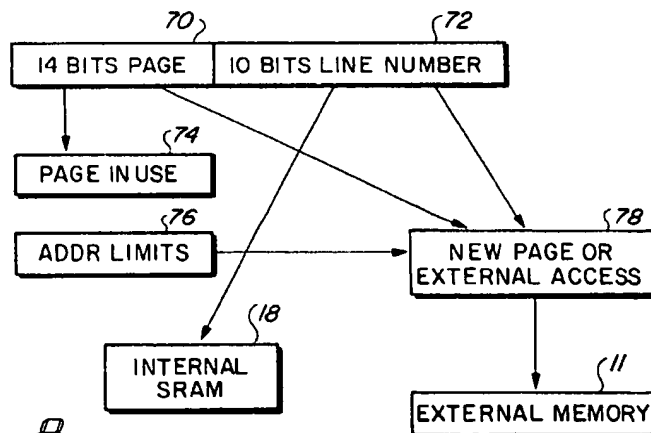 70 72
14 BITS PAGE 10 BITS LINE NUMBER
74
PAGE IN USE
76
ADDR LIMITS
78
NEW PAGE OR
EXTERNAL ACCESS
18
INTERNAL
SRAM
11
EXTERNAL MEMORY